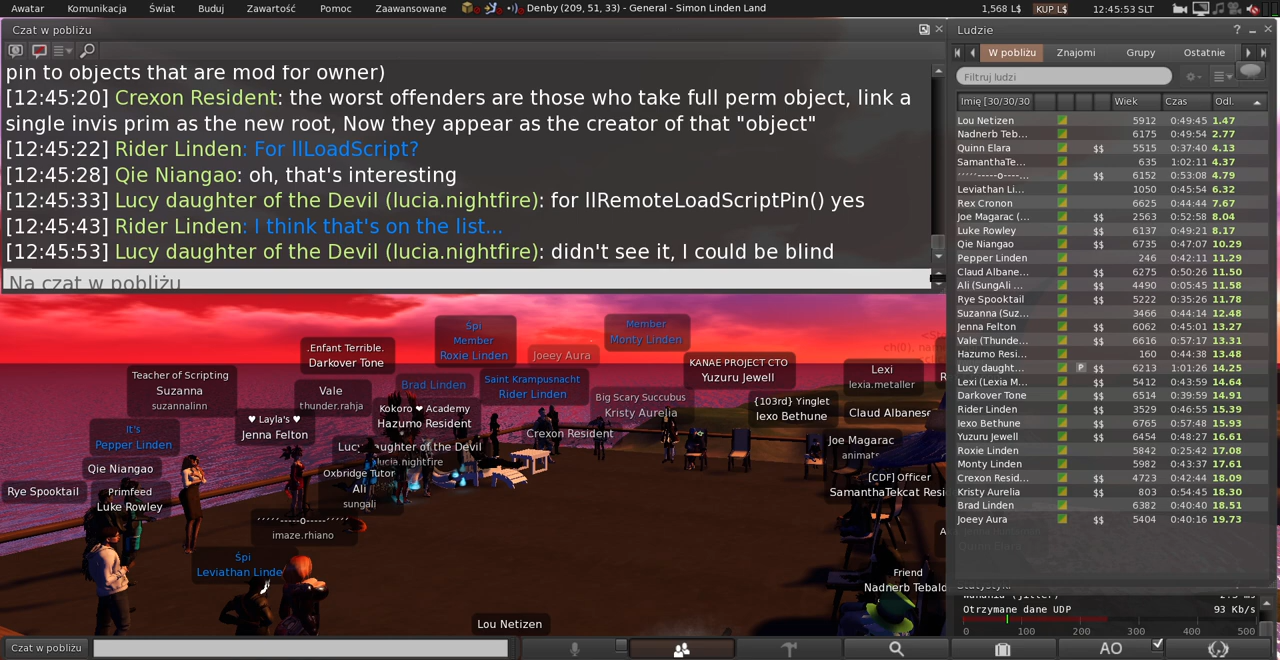 Awatar Komunikacja Świat Buduj Zawartość Pomoc Zaawansowane Denby (209, 51, 33) - General - Simon Linden Land 1,568 L$ KUP L$ 12:45:53 SLT
Czat w pobliżu
pin to objects that are mod for owner)
[12:45:20] Crexon Resident: the worst offenders are those who take full perm object, link a
single invis prim as the new root, Now they appear as the creator of that "object"
[12:45:22] Rider Linden: For llLoadScript?
[12:45:28] Qie Niangao: oh, that's interesting
[12:45:33] Lucy daughter of the Devil (lucia.nightfire): for llRemoteLoadScriptPin() yes
[12:45:43] Rider Linden: I think that's on the list...
[12:45:53] Lucy daughter of the Devil (lucia.nightfire): didn't see it, I could be blind
Na czat w pobliżu
Ludzie
W pobliżu Znajomi Grupy Ostatnie
Filtruj ludzi
Imię [30/30/30 Wiek Czas Odl.
Lou Netizen 5912 0:49:45 1.47
Nadnerb Teb... 6175 0:49:54 2.77
Quinn Elara $$ 5515 0:37:40 4.13
SamanthaTe... 635 1:02:11 4.37
′′′′′-----o----... $$ 6152 0:53:08 4.79
Leviathan Li... 1050 0:45:54 6.32
Rex Cronon 6625 0:44:44 7.67
Joe Magarac (... $$ 2563 0:52:58 8.04
Luke Rowley $$ 6137 0:49:21 8.17
Qie Niangao $$ 6735 0:47:07 10.29
Pepper Linden 246 0:42:11 11.29
Claud Albane... $$ 6275 0:50:26 11.50
Ali (SungAli ... $$ 4490 0:05:45 11.58
Rye Spooktail $$ 5222 0:35:26 11.78
Suzanna (Suz... 3466 0:44:14 12.48
Jenna Felton $$ 6062 0:45:01 13.27
Vale (Thunde... $$ 6616 0:57:17 13.31
Hazumo Resi... 160 0:44:38 13.48
Lucy daught... P $$ 6213 1:01:26 14.25
Lexi (Lexia M... $$ 5412 0:43:59 14.64
Darkover Tone $$ 6514 0:39:59 14.91
Rider Linden $$ 3529 0:46:55 15.39
Iexo Bethune $$ 6765 0:57:48 15.93
Yuzuru Jewell $$ 6454 0:48:27 16.61
Roxie Linden 5842 0:25:42 17.08
Monty Linden 5982 0:43:37 17.61
Crexon Resid... $$ 4723 0:42:44 18.09
Kristy Aurelia $$ 803 0:54:45 18.30
Brad Linden 6382 0:40:40 18.51
Joeey Aura $$ 5404 0:40:16 19.73
Śpi
Member
Roxie Linden
Member
Monty Linden
.Enfant Terrible.
Darkover Tone
Joeey Aura
KANAE PROJECT CTO
Yuzuru Jewell
Lexi
lexia.metaller
Teacher of Scripting
Suzanna
suzannalinn
Vale
thunder.rahja
Brad Linden
Saint Krampusnacht
Rider Linden
Big Scary Succubus
Kristy Aurelia
{103rd} Yinglet
Iexo Bethune
Claud Albanese
♥ Layla's ♥
Jenna Felton
Kokoro ❤ Academy
Hazumo Resident
Crexon Resident
It's
Pepper Linden
Lucy of the Devil
lucia.nightfire
Joe Magarac
animats
Qie Niangao
Oxbridge Tutor
Ali
sungali
[CDF] Officer
SamanthaTekcat Resi
Rye Spooktail
Primfeed
Luke Rowley
′′′′′-----o-----′′′′′
imaze.rhiano
Śpi
Leviathan Linde
Friend
Nadnerb Tebald
Lou Netizen
Otrzymane dane UDP 93 Kb/s
0 100 200 300 400 500
Czat w pobliżu AO